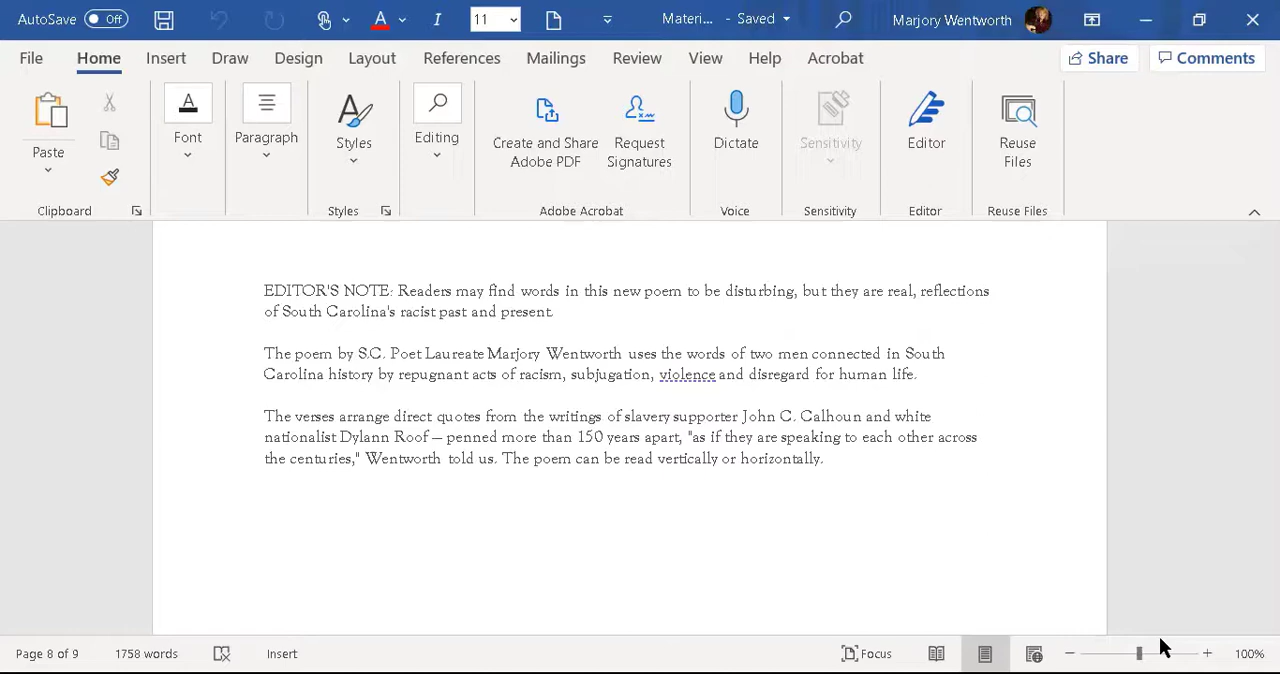 AutoSave Off 11 Materi... - Saved Marjory Wentworth
File Home Insert Draw Design Layout References Mailings Review View Help Acrobat Share Comments
Paste Font Paragraph Styles Editing Create and Share Adobe PDF Request Signatures Dictate Sensitivity Editor Reuse Files
Clipboard Styles Adobe Acrobat Voice Sensitivity Editor Reuse Files
EDITOR'S NOTE: Readers may find words in this new poem to be disturbing, but they are real, reflections
of South Carolina's racist past and present.
The poem by S.C. Poet Laureate Marjory Wentworth uses the words of two men connected in South
Carolina history by repugnant acts of racism, subjugation, violence and disregard for human life.
The verses arrange direct quotes from the writings of slavery supporter John C. Calhoun and white
nationalist Dylann Roof — penned more than 150 years apart, "as if they are speaking to each other across
the centuries," Wentworth told us. The poem can be read vertically or horizontally.
Page 8 of 9 1758 words Insert Focus 100%